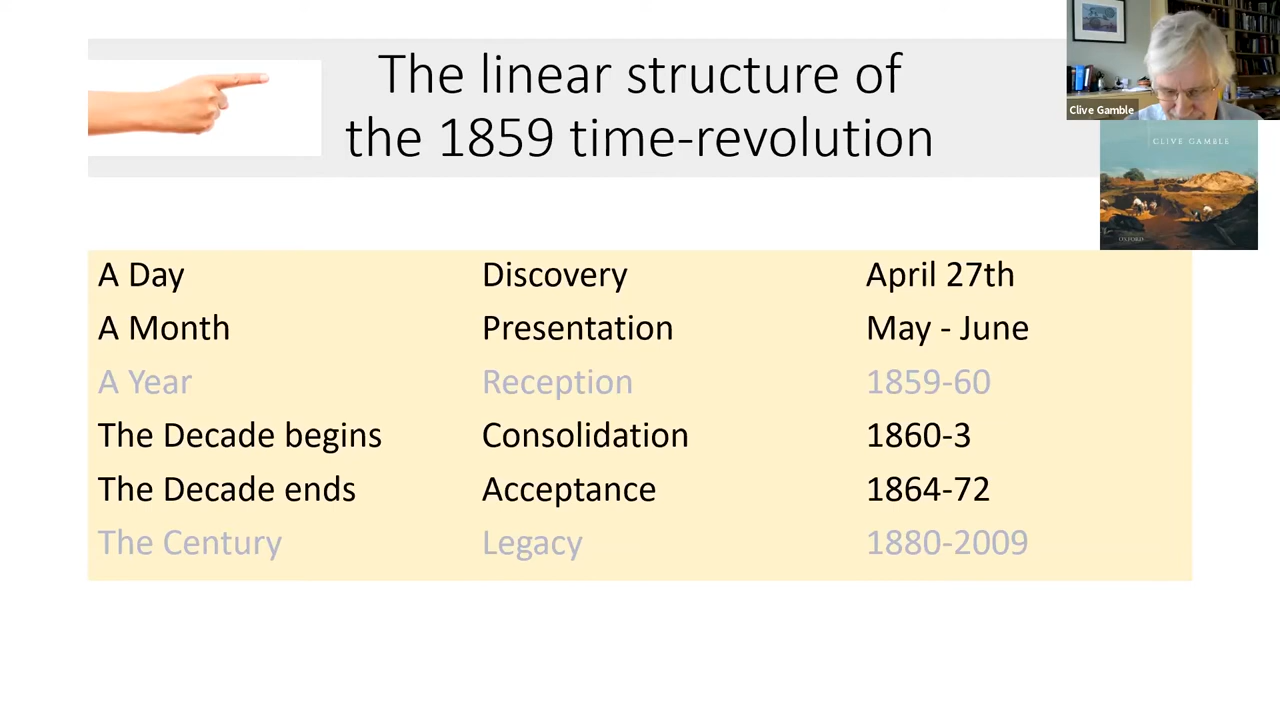 The linear structure of
the 1859 time-revolution
Clive Gamble
CLIVE GAMBLE
OXFORD
A Day Discovery April 27th
A Month Presentation May - June
A Year Reception 1859-60
The Decade begins Consolidation 1860-3
The Decade ends Acceptance 1864-72
The Century Legacy 1880-2009